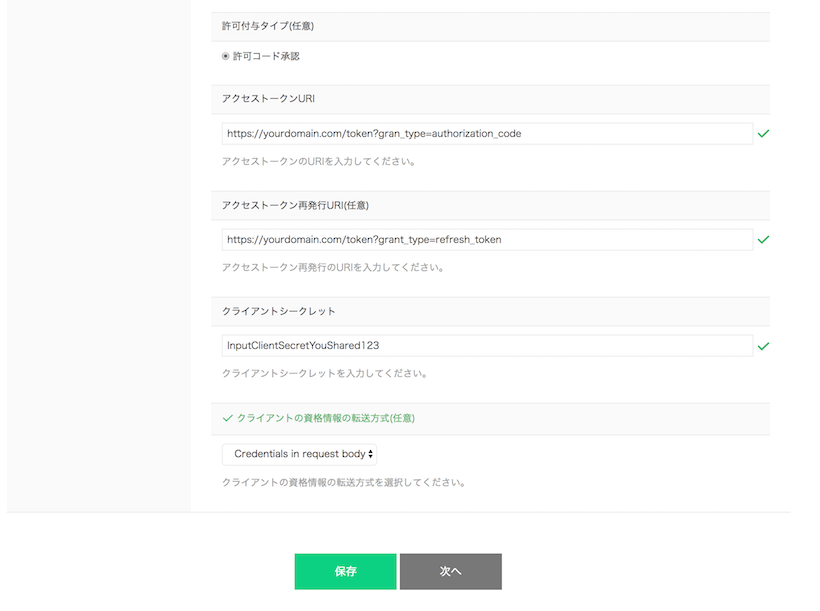 許可付与タイプ(任意)
許可コード承認
アクセストークンURI
https://yourdomain.com/token?gran_type=authorization_code
アクセストークンのURIを入力してください。
アクセストークン再発行URI(任意)
https://yourdomain.com/token?grant_type=refresh_token
アクセストークン再発行のURIを入力してください。
クライアントシークレット
InputClientSecretYouShared123
クライアントシークレットを入力してください。
クライアントの資格情報の転送方式(任意)
Credentials in request body
クライアントの資格情報の転送方式を選択してください。
保存 次へ